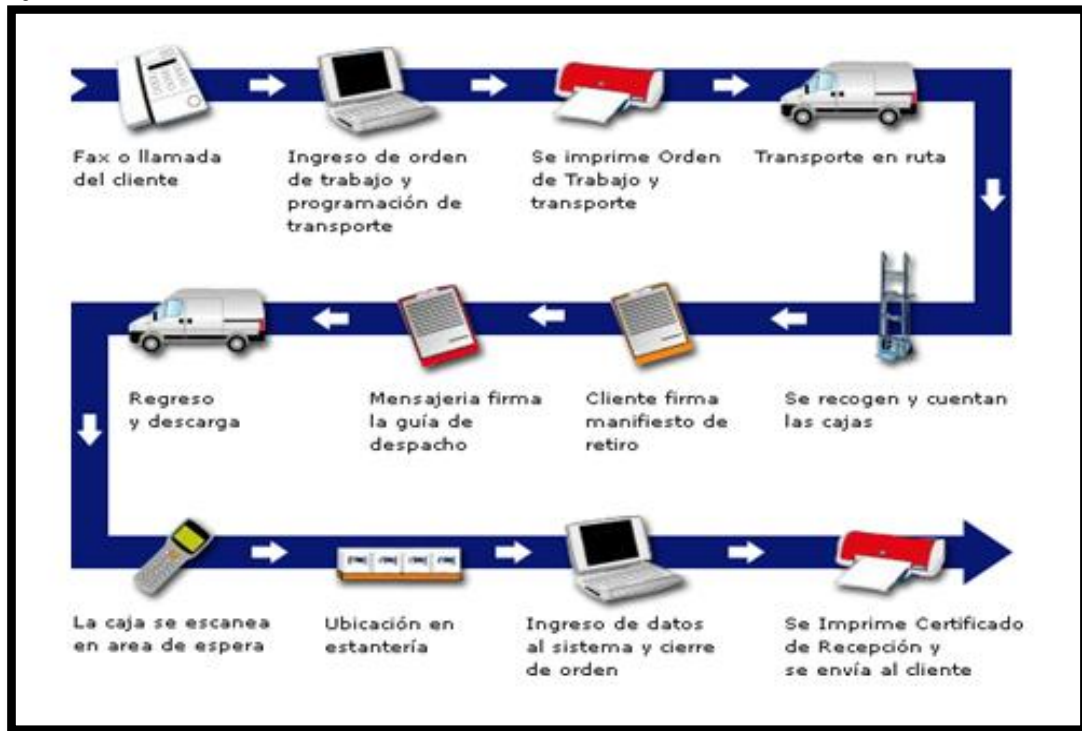 Fax o llamada
del cliente
Ingreso de orden
de trabajo y
programación de
transporte
Se imprime Orden
de Trabajo y
transporte
Transporte en ruta
Se recogen y cuentan
las cajas
Cliente firma
manifiesto de
retiro
Mensajeria firma
la guía de
despacho
Regreso
y descarga
La caja se escanea
en area de espera
Ubicación en
estantería
Ingreso de datos
al sistema y cierre
de orden
Se Imprime Certificado
de Recepción y
se envía al cliente